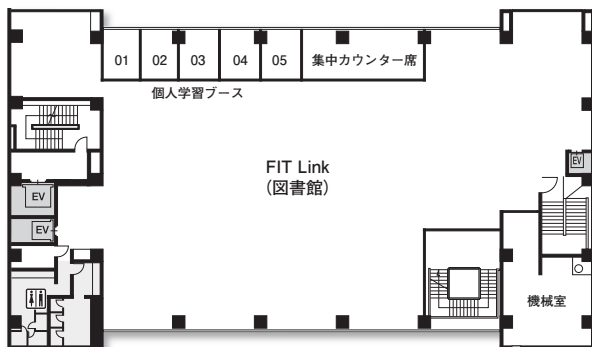 01 02 03 04 05 集中カウンター席
個人学習ブース
EV
FIT Link
(図書館)
EV
EV
機械室